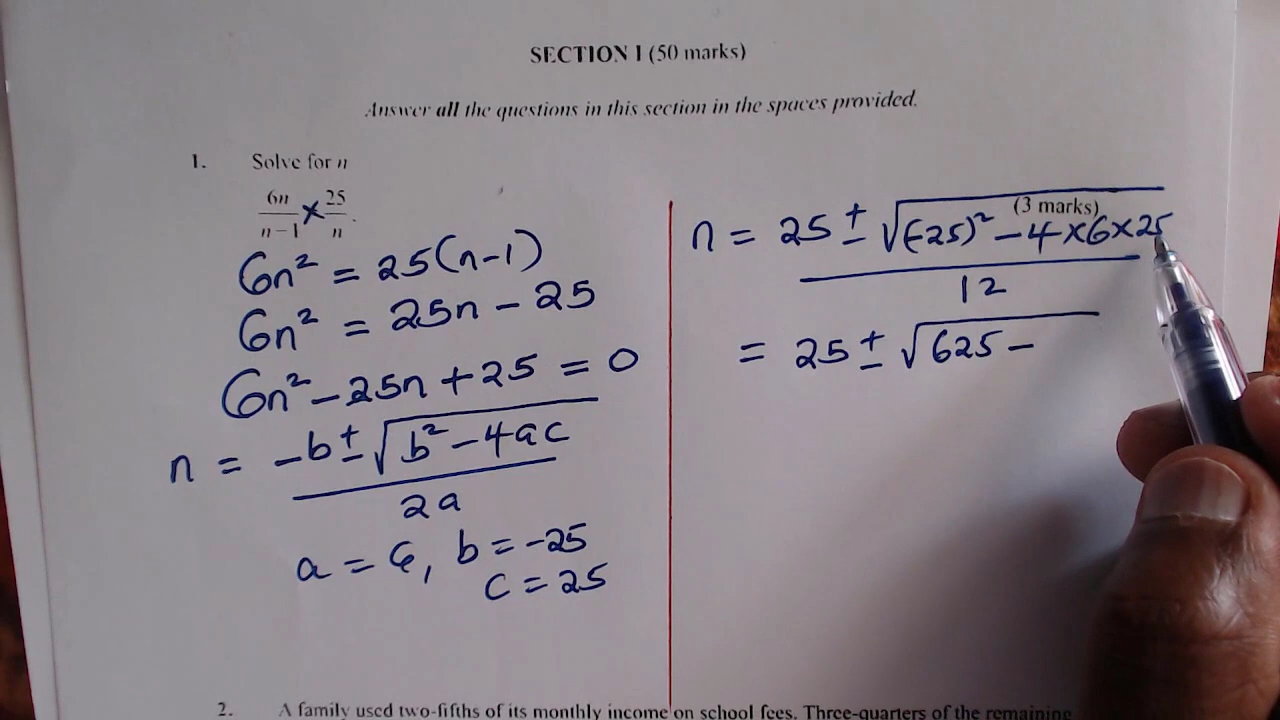 SECTION I (50 marks)
Answer all the questions in this section in the spaces provided.
1. Solve for n
6n/n-1 × 25/n.
(3 marks)
6n² = 25(n-1)
6n² = 25n - 25
6n² - 25n + 25 = 0
n = -b ± √b² - 4ac / 2a
a = 6, b = -25
c = 25
n = 25 ± √(-25)² - 4 × 6 × 25 / 12
= 25 ± √625 -
2. A family used two-fifths of its monthly income on school fees. Three-quarters of the remaining